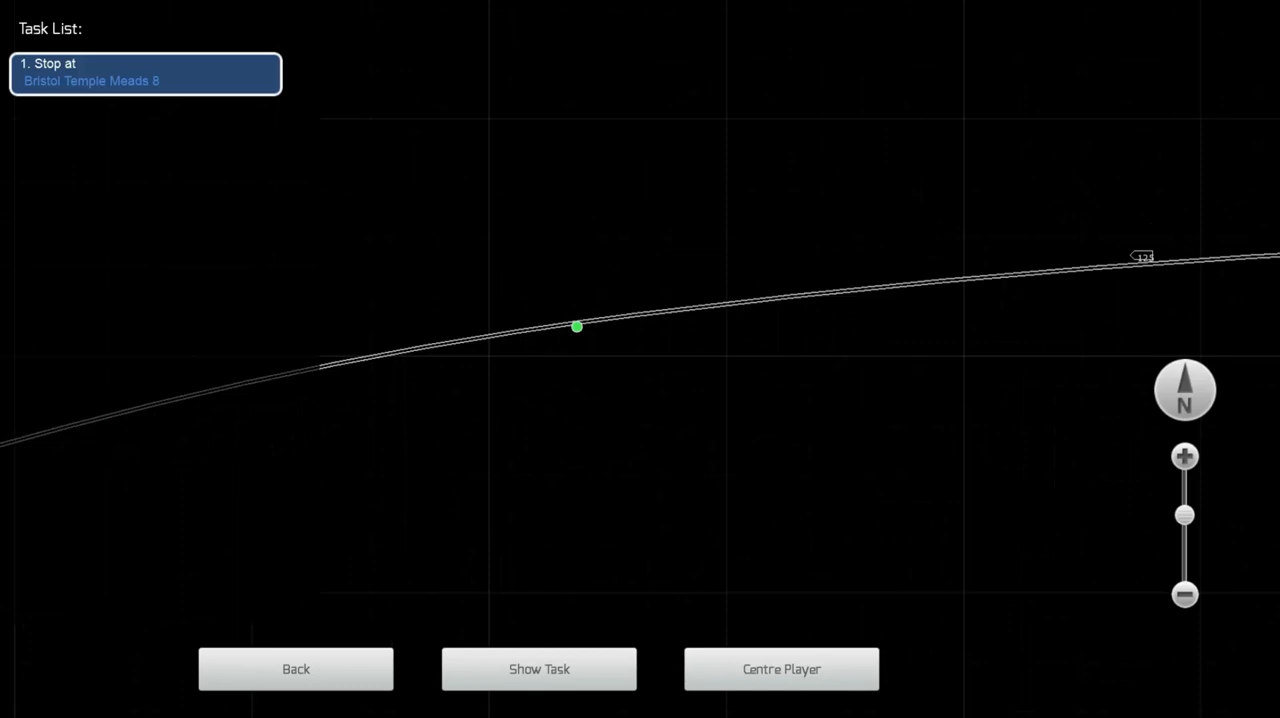 Task List:
1. Stop at
Bristol Temple Meads 8
125
N
Back
Show Task
Centre Player